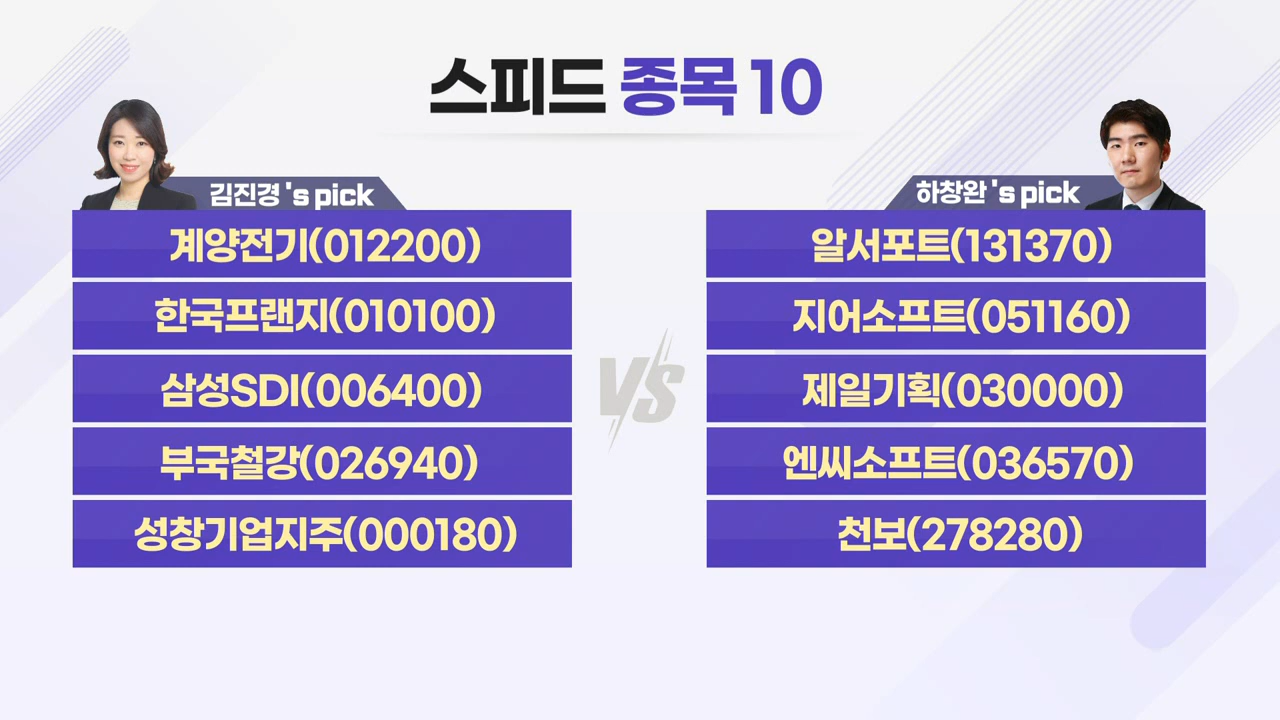 스피드 종목 10
김진경 's pick
계양전기(012200)
한국프랜지(010100)
삼성SDI(006400)
부국철강(026940)
성창기업지주(000180)
VS
하창완 's pick
알서포트(131370)
지어소프트(051160)
제일기획(030000)
엔씨소프트(036570)
천보(278280)